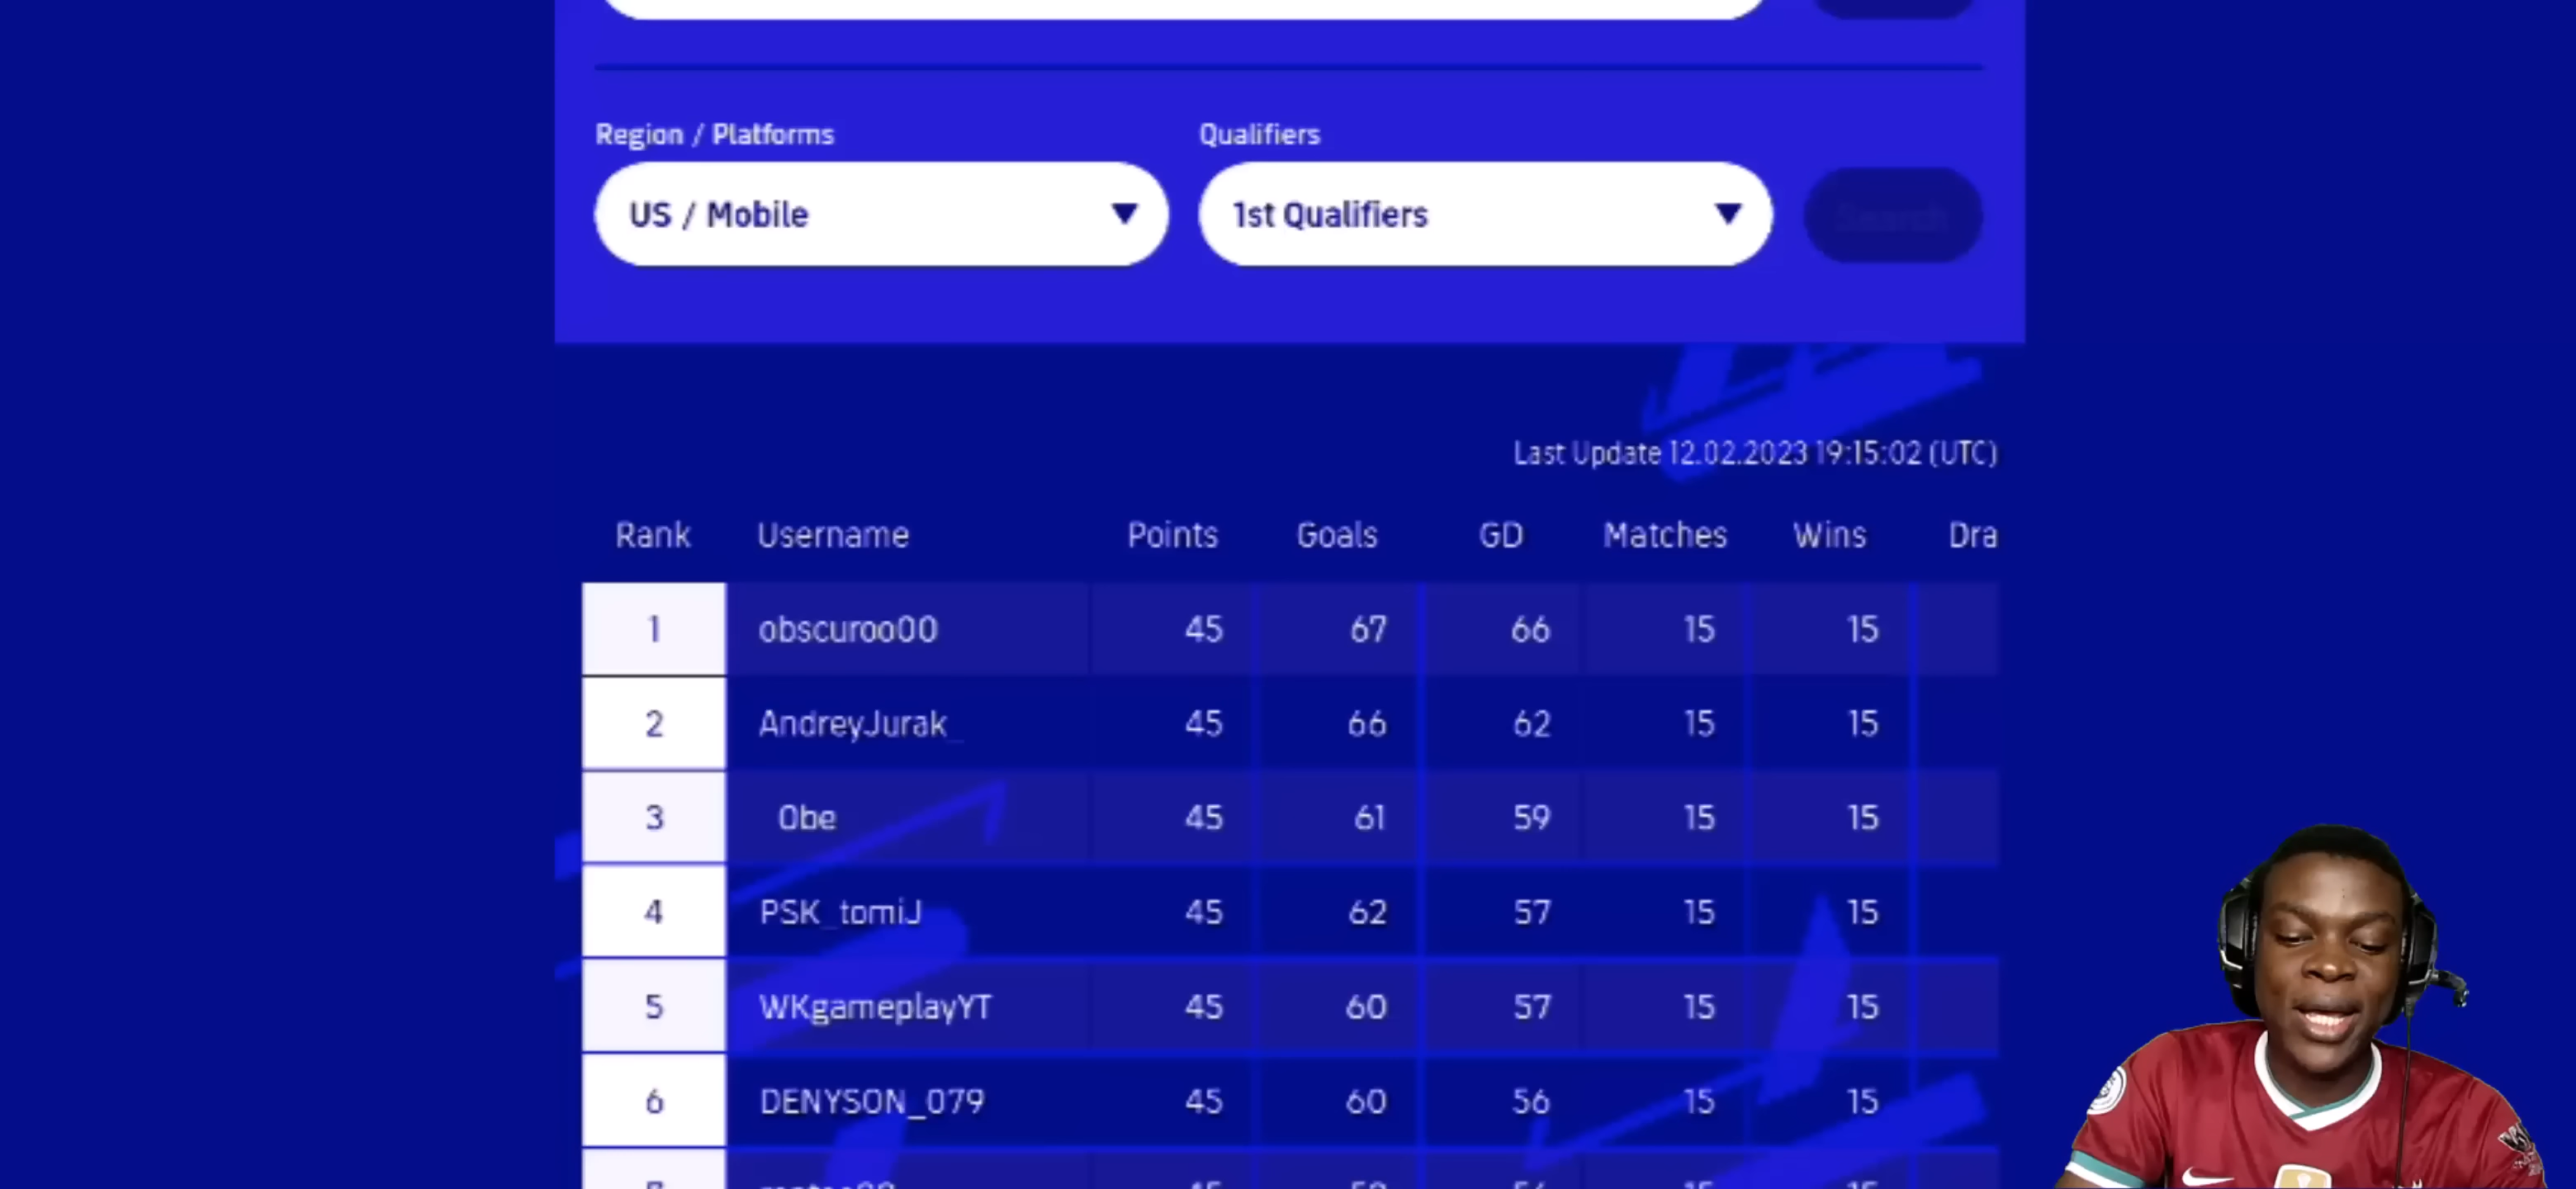 Region / Platforms Qualifiers
US / Mobile 1st Qualifiers Search
Last Update 12.02.2023 19:15:02 (UTC)
Rank Username Points Goals GD Matches Wins Dra
1 obscuroo00 45 67 66 15 15
2 AndreyJurak_ 45 66 62 15 15
3 Obe 45 61 59 15 15
4 PSK_tomiJ 45 62 57 15 15
5 WKgameplayYT 45 60 57 15 15
6 DENYSON_079 45 60 56 15 15